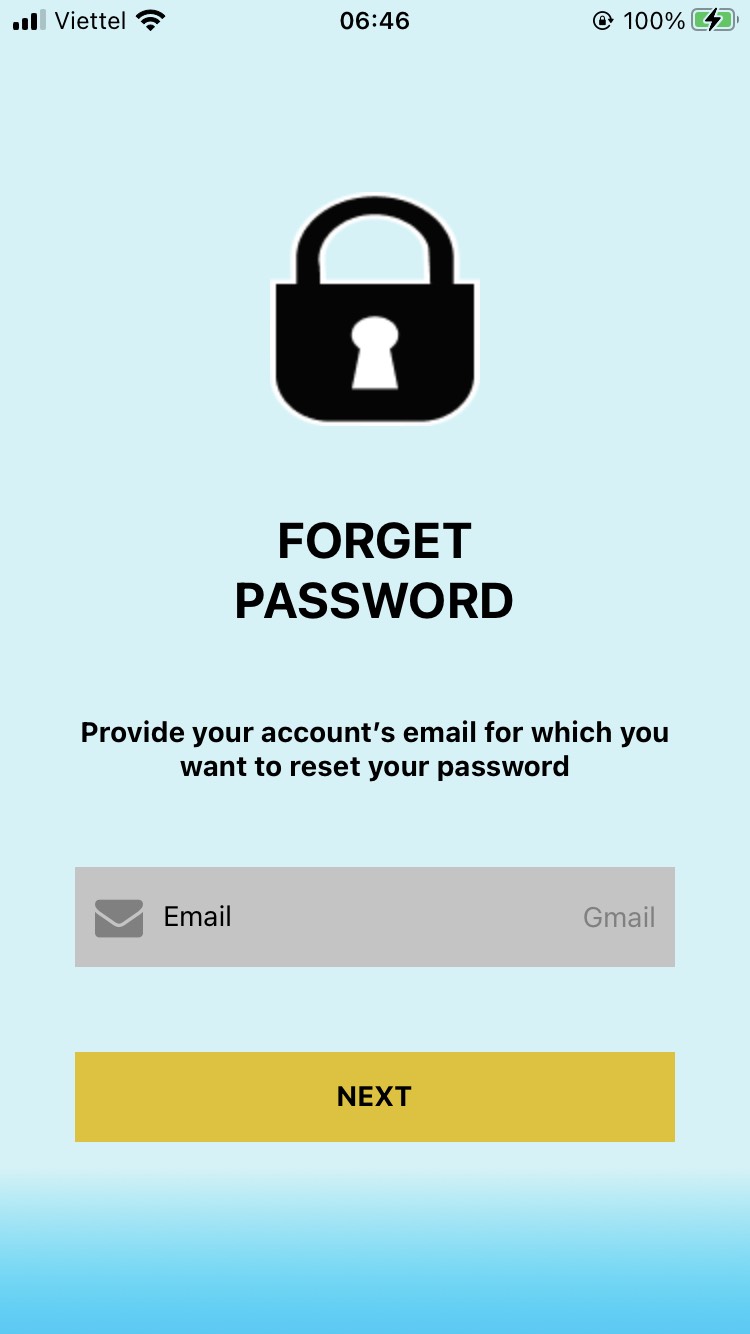 Viettel 06:46 100%
FORGET
PASSWORD
Provide your account’s email for which you
want to reset your password
Email Gmail
NEXT